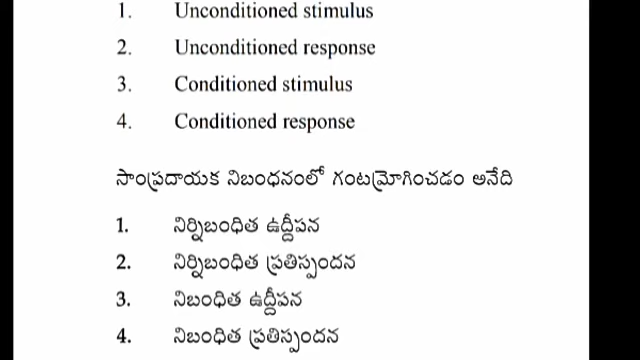 1. Unconditioned stimulus
2. Unconditioned response
3. Conditioned stimulus
4. Conditioned response
సాంప్రదాయక నిబంధనంలో గంటమ్రోగించడం అనేది
1. నిర్నిబంధిత ఉద్దీపన
2. నిర్నిబంధిత ప్రతిస్పందన
3. నిబంధిత ఉద్దీపన
4. నిబంధిత ప్రతిస్పందన